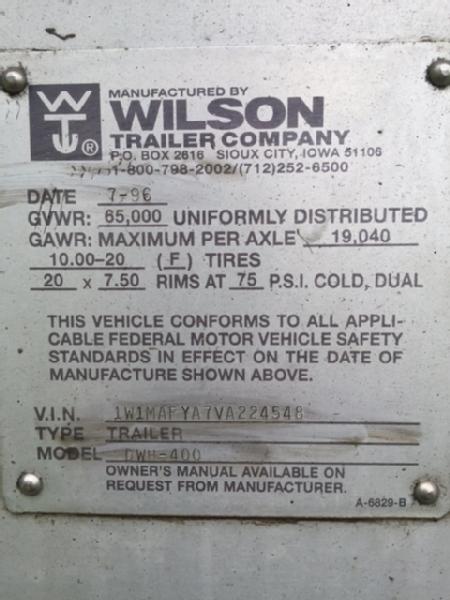 MANUFACTURED BY
WILSON
TRAILER COMPANY
P.O. BOX 2616 SIOUX CITY, IOWA 51106
1-800-798-2002/(712)252-6500
DATE 7-96
GVWR: 65,000 UNIFORMLY DISTRIBUTED
GAWR: MAXIMUM PER AXLE 19,040
10.00-20 (F) TIRES
20 x 7.50 RIMS AT 75 P.S.I. COLD, DUAL
THIS VEHICLE CONFORMS TO ALL APPLI-
CABLE FEDERAL MOTOR VEHICLE SAFETY
STANDARDS IN EFFECT ON THE DATE OF
MANUFACTURE SHOWN ABOVE.
V.I.N. 1W1MAFYA7VA224548
TYPE TRAILER
MODEL DWH-400
OWNER'S MANUAL AVAILABLE ON
REQUEST FROM MANUFACTURER.
A-6829-B